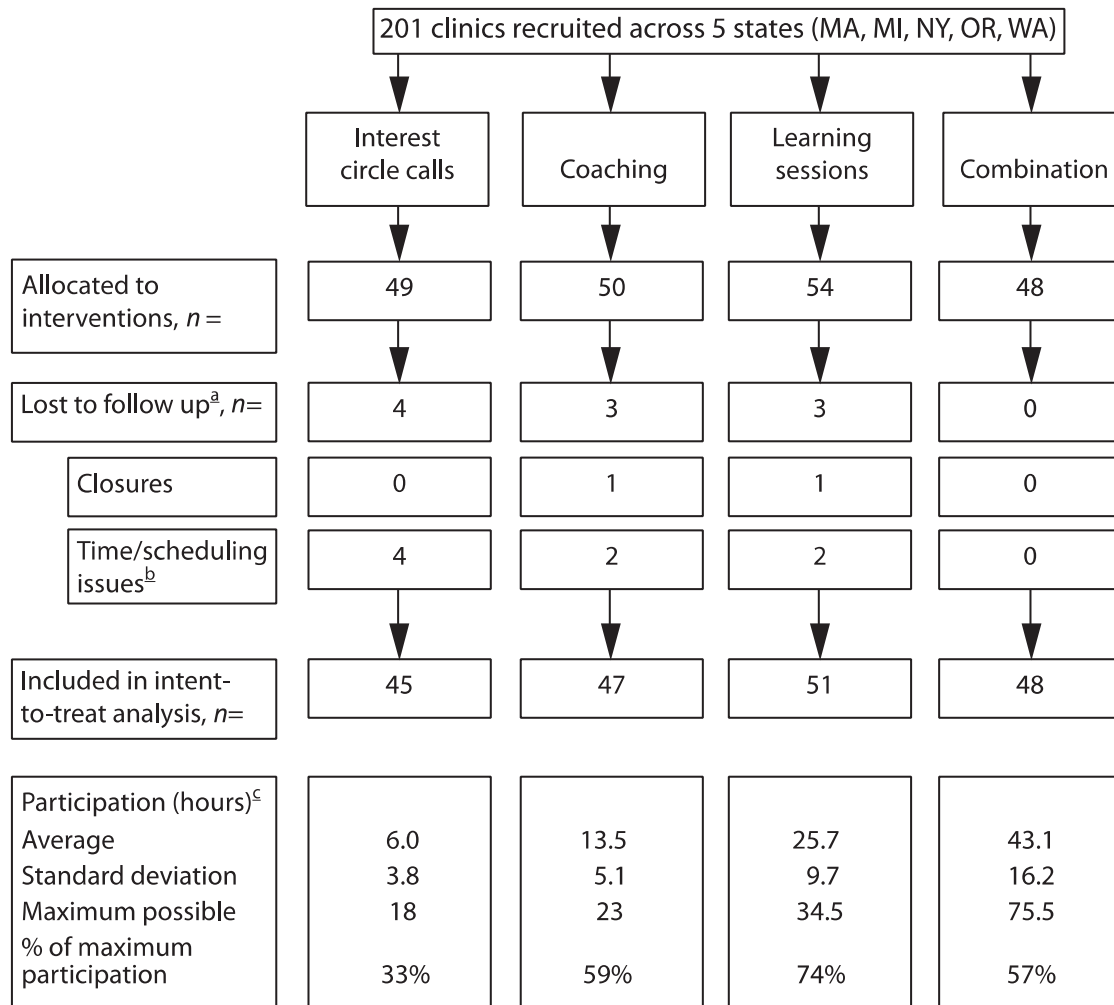 201 clinics recruited across 5 states (MA, MI, NY, OR, WA)
Interest
circle calls
Coaching
Learning
sessions
Combination
Allocated to
interventions, n =
49 50 54 48
Lost to follow up a, n=
4 3 3 0
Closures
0 1 1 0
Time/scheduling
issues b
4 2 2 0
Included in intent-
to-treat analysis, n=
45 47 51 48
Participation (hours) c
Average 6.0 13.5 25.7 43.1
Standard deviation 3.8 5.1 9.7 16.2
Maximum possible 18 23 34.5 75.5
% of maximum
participation 33% 59% 74% 57%